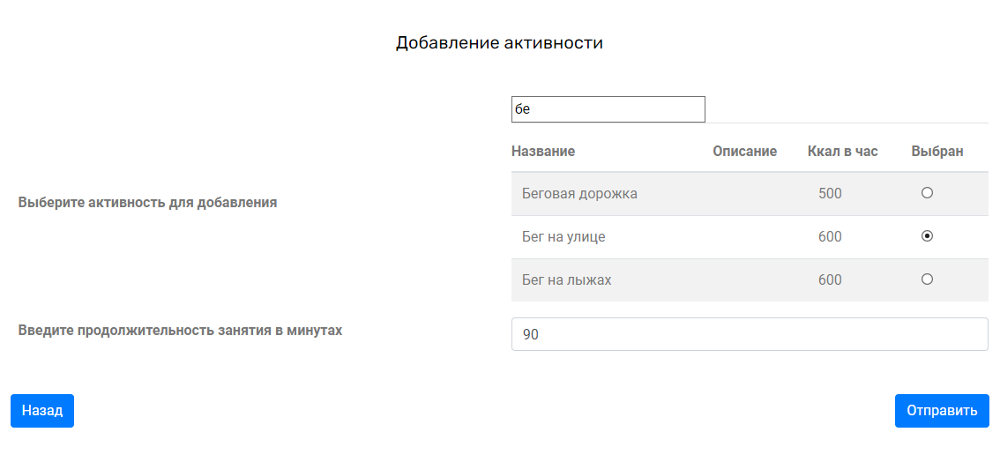 Добавление активности
бе
Название Описание Ккал в час Выбран
Выберите активность для добавления
Беговая дорожка 500
Бег на улице 600
Бег на лыжах 600
Введите продолжительность занятия в минутах 90
Назад Отправить